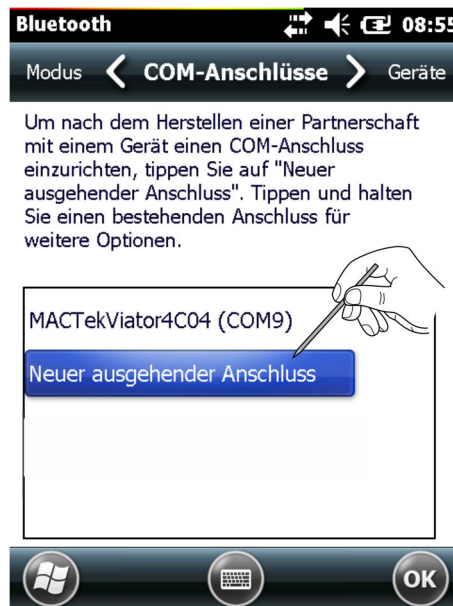 Bluetooth 08:55
Modus COM-Anschlüsse Geräte
Um nach dem Herstellen einer Partnerschaft
mit einem Gerät einen COM-Anschluss
einzurichten, tippen Sie auf "Neuer
ausgehender Anschluss". Tippen und halten
Sie einen bestehenden Anschluss für
weitere Optionen.
MACTekViator4C04 (COM9)
Neuer ausgehender Anschluss
OK